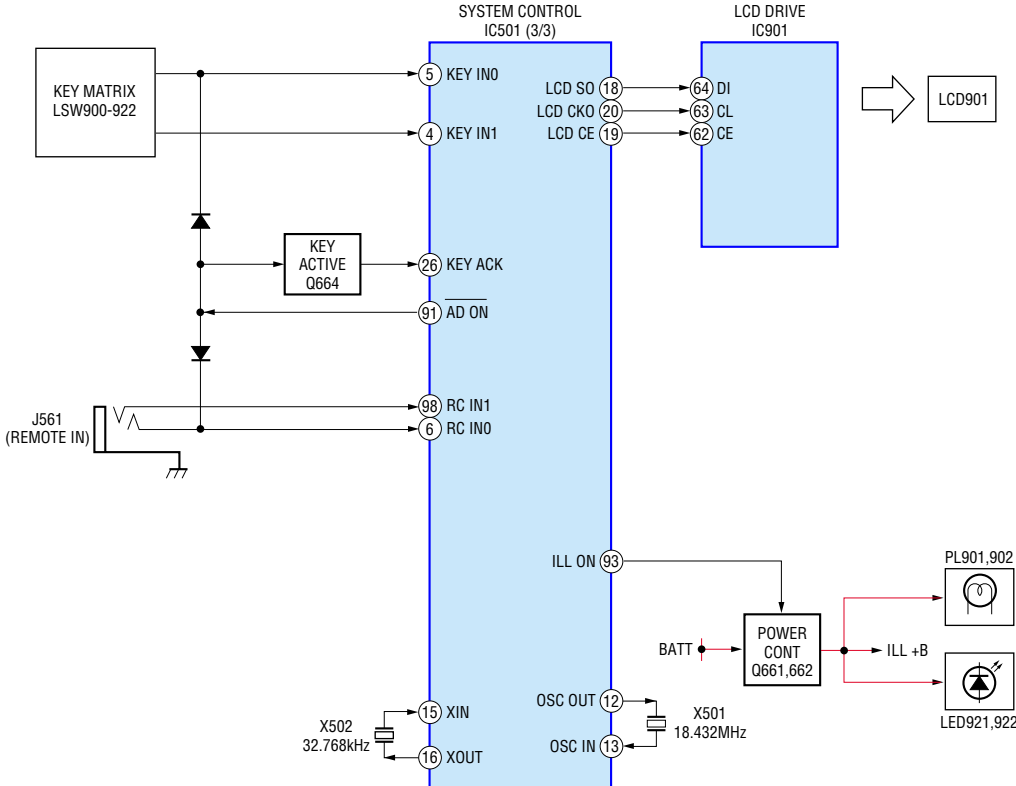 SYSTEM CONTROL
IC501 (3/3)
LCD DRIVE
IC901
KEY MATRIX
LSW900-922
5 KEY IN0
4 KEY IN1
LCD SO 18
LCD CKO 20
LCD CE 19
64 DI
63 CL
62 CE
LCD901
KEY
ACTIVE
Q664
26 KEY ACK
91 AD ON
98 RC IN1
6 RC IN0
J561
(REMOTE IN)
ILL ON 93
PL901,902
BATT
POWER
CONT
Q661,662
ILL +B
LED921,922
OSC OUT 12
OSC IN 13
X501
18.432MHz
X502
32.768kHz
15 XIN
16 XOUT